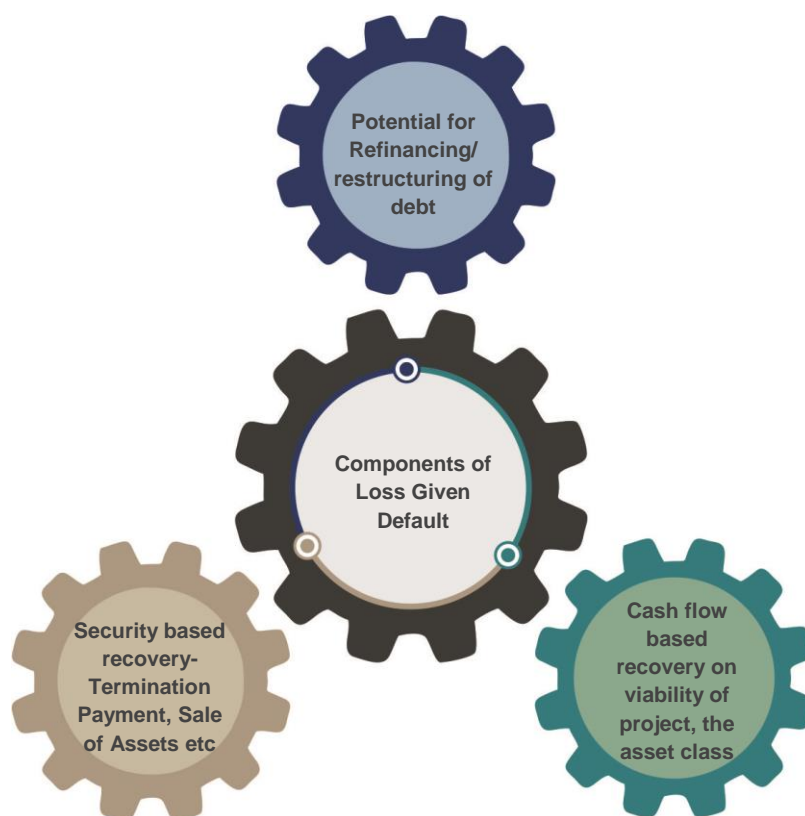 Potential for
Refinancing/
restructuring of
debt
Components of
Loss Given
Default
Security based
recovery-
Termination
Payment, Sale
of Assets etc
Cash flow
based
recovery on
viability of
project, the
asset class